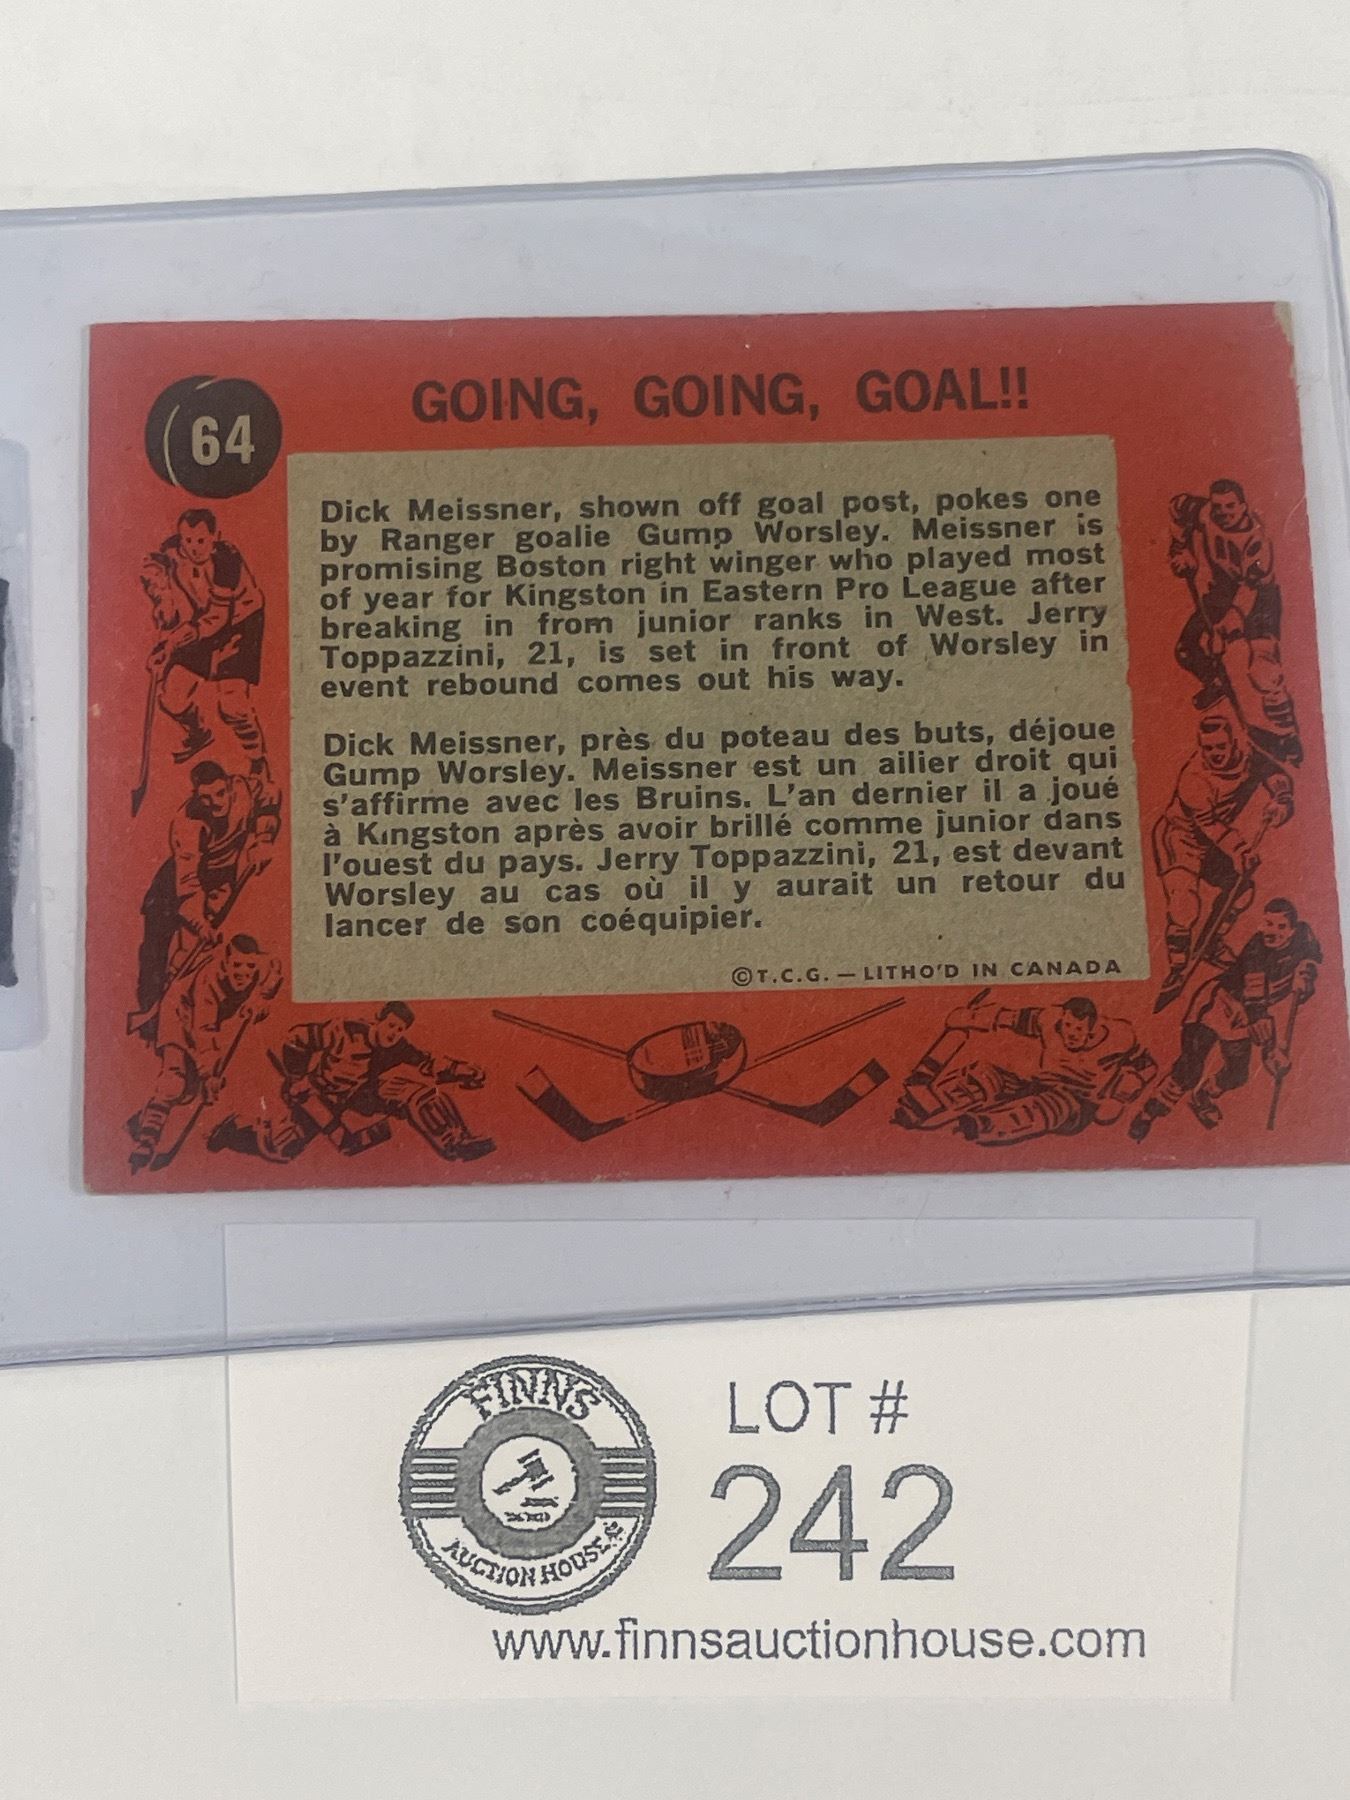 64
GOING, GOING, GOAL!!
Dick Meissner, shown off goal post, pokes one
by Ranger goalie Gump Worsley. Meissner is
promising Boston right winger who played most
of year for Kingston in Eastern Pro League after
breaking in from junior ranks in West. Jerry
Toppazzini, 21, is set in front of Worsley in
event rebound comes out his way.
Dick Meissner, près du poteau des buts, déjoue
Gump Worsley. Meissner est un ailier droit qui
s'affirme avec les Bruins. L'an dernier il a joué
à Kingston après avoir brillé comme junior dans
l'ouest du pays. Jerry Toppazzini, 21, est devant
Worsley au cas où il y aurait un retour du
lancer de son coéquipier.
©T.C.G. — LITHO'D IN CANADA
FINNS
AUCTION HOUSE
LOT #
242
www.finnsauctionhouse.com